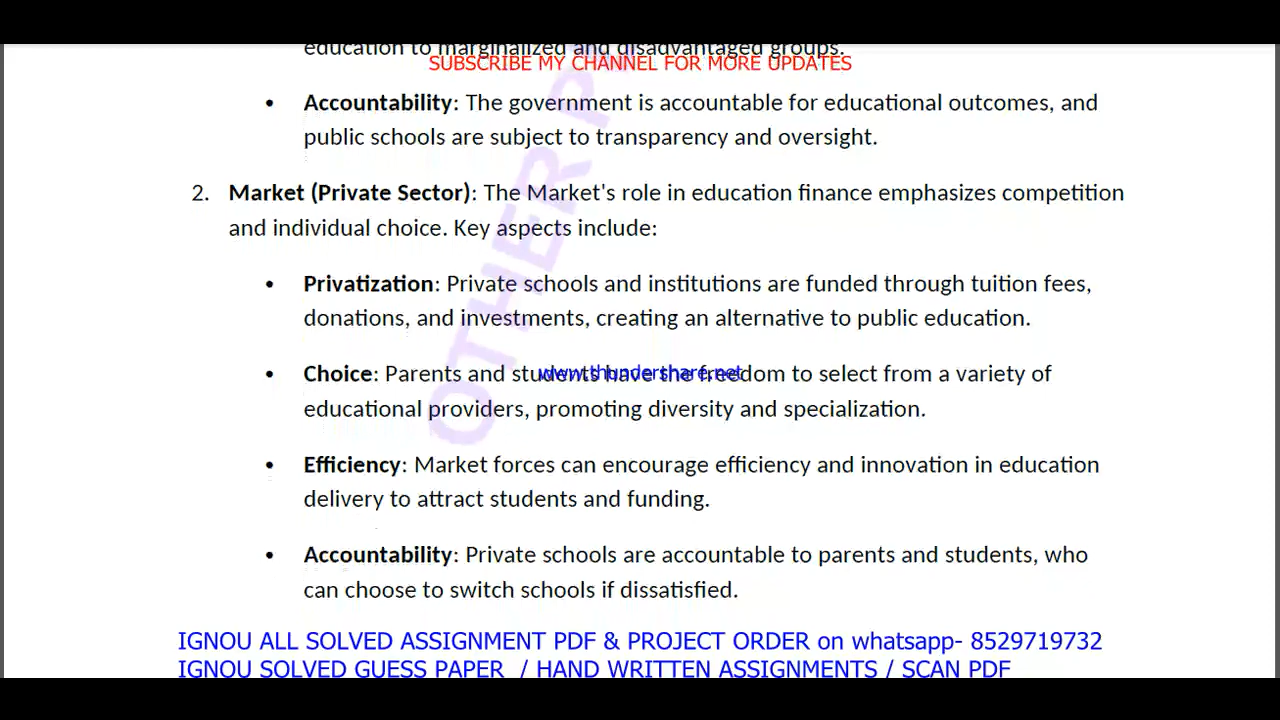 education to marginalized and disadvantaged groups.
SUBSCRIBE MY CHANNEL FOR MORE UPDATES
• Accountability: The government is accountable for educational outcomes, and
public schools are subject to transparency and oversight.
2. Market (Private Sector): The Market's role in education finance emphasizes competition
and individual choice. Key aspects include:
• Privatization: Private schools and institutions are funded through tuition fees,
donations, and investments, creating an alternative to public education.
• Choice: Parents and students have the freedom to select from a variety of
www.thundershare.net
educational providers, promoting diversity and specialization.
• Efficiency: Market forces can encourage efficiency and innovation in education
delivery to attract students and funding.
• Accountability: Private schools are accountable to parents and students, who
can choose to switch schools if dissatisfied.
OTHER P
IGNOU ALL SOLVED ASSIGNMENT PDF & PROJECT ORDER on whatsapp- 8529719732
IGNOU SOLVED GUESS PAPER / HAND WRITTEN ASSIGNMENTS / SCAN PDF